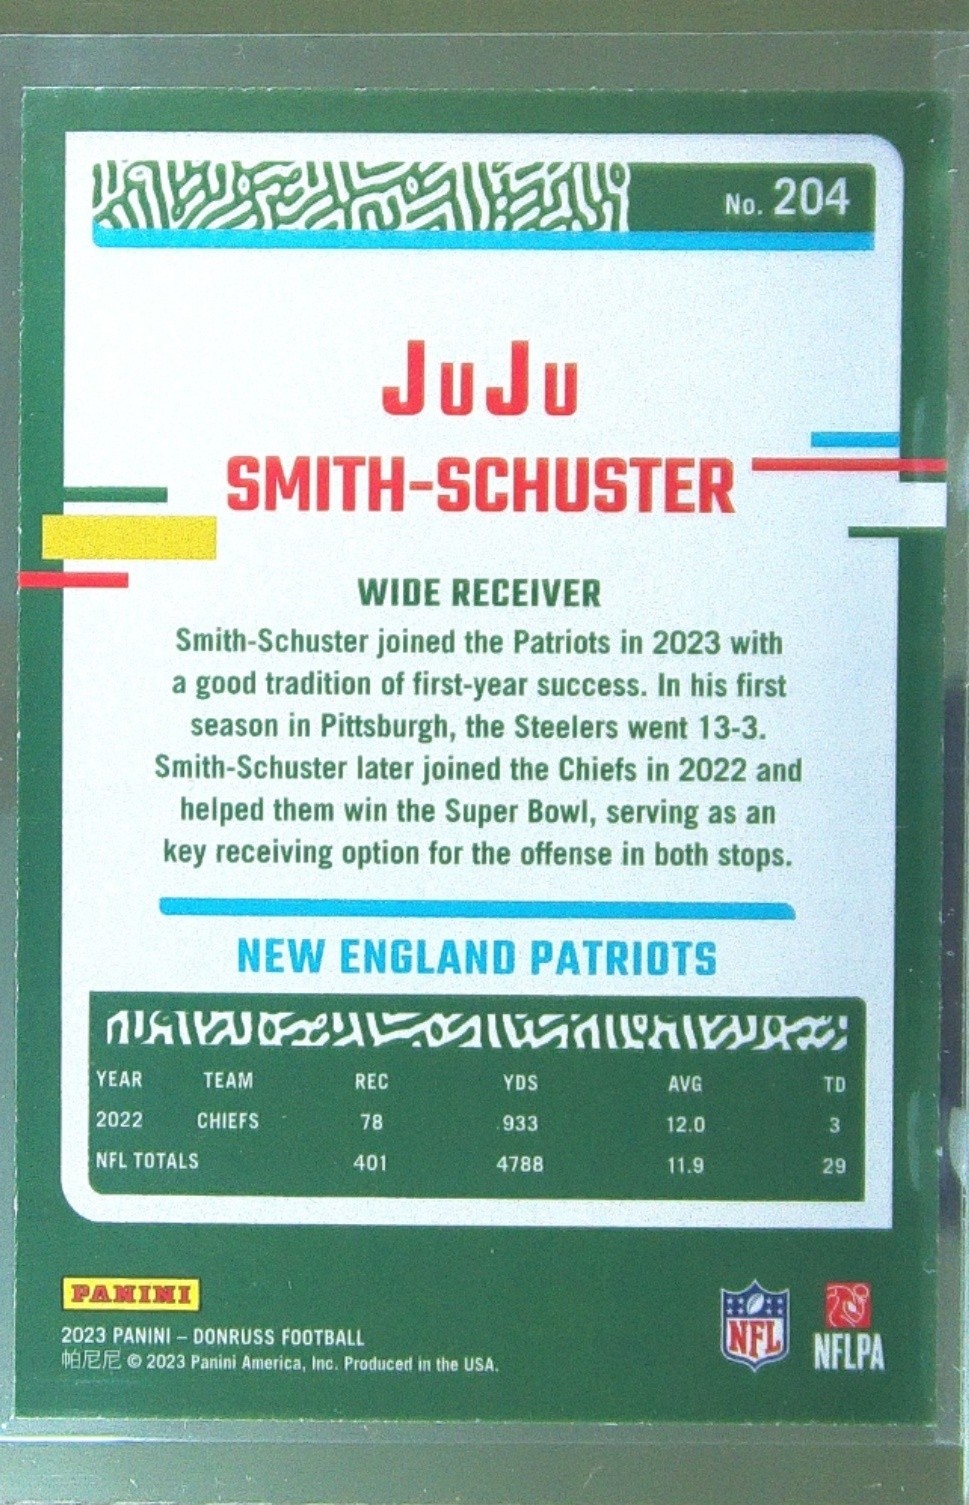 No. 204
JuJu
SMITH-SCHUSTER
WIDE RECEIVER
Smith-Schuster joined the Patriots in 2023 with
a good tradition of first-year success. In his first
season in Pittsburgh, the Steelers went 13-3.
Smith-Schuster later joined the Chiefs in 2022 and
helped them win the Super Bowl, serving as an
key receiving option for the offense in both stops.
NEW ENGLAND PATRIOTS
YEAR TEAM REC YDS AVG TD
2022 CHIEFS 78 933 12.0 3
NFL TOTALS 401 4788 11.9 29
PANINI
2023 PANINI – DONRUSS FOOTBALL
帕尼尼 © 2023 Panini America, Inc. Produced in the USA.
NFL
NFLPA